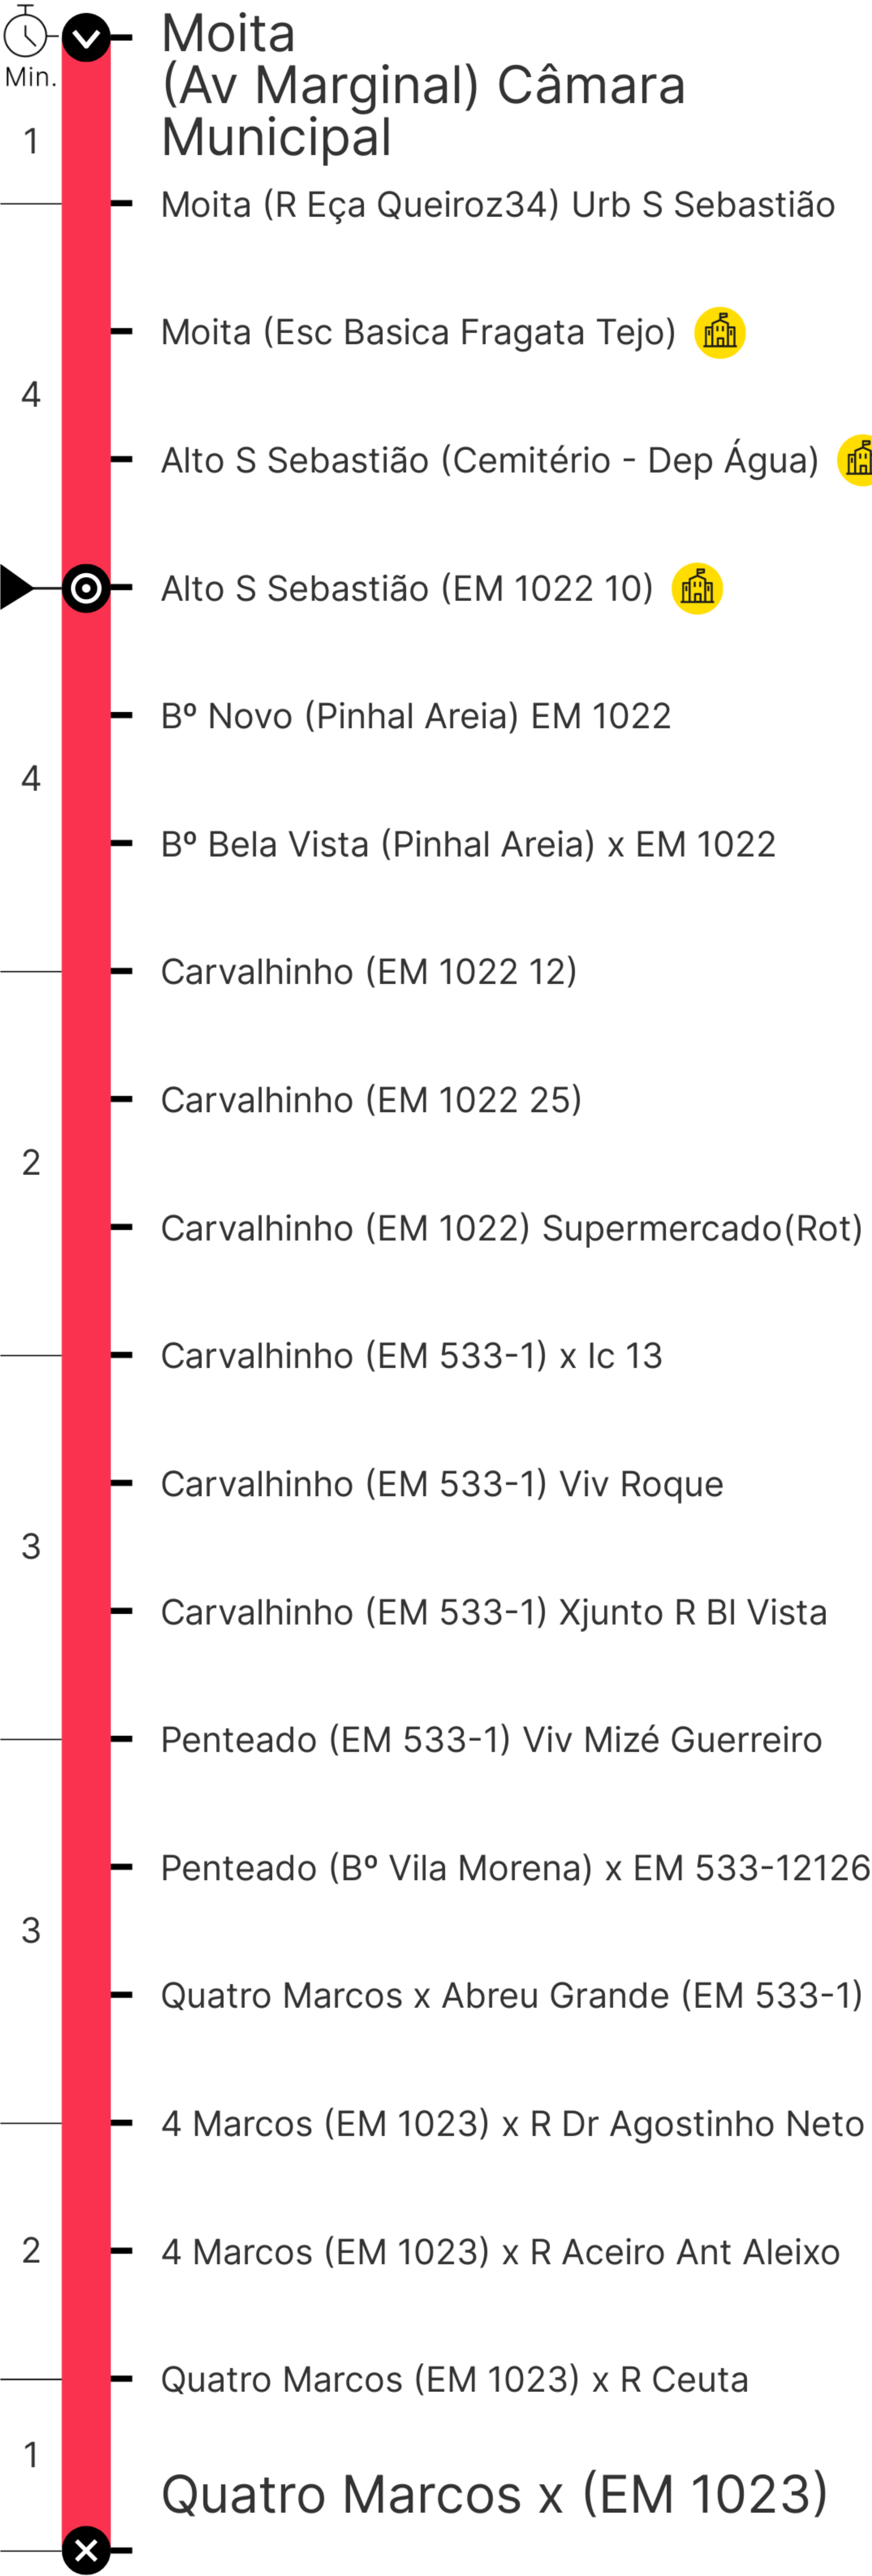 Min.
Moita
(Av Marginal) Câmara
Municipal
1
Moita (R Eça Queiroz34) Urb S Sebastião
Moita (Esc Basica Fragata Tejo)
4
Alto S Sebastião (Cemitério - Dep Água)
Alto S Sebastião (EM 1022 10)
Bº Novo (Pinhal Areia) EM 1022
4
Bº Bela Vista (Pinhal Areia) x EM 1022
Carvalhinho (EM 1022 12)
Carvalhinho (EM 1022 25)
2
Carvalhinho (EM 1022) Supermercado(Rot)
Carvalhinho (EM 533-1) x Ic 13
Carvalhinho (EM 533-1) Viv Roque
3
Carvalhinho (EM 533-1) Xjunto R Bl Vista
Penteado (EM 533-1) Viv Mizé Guerreiro
Penteado (Bº Vila Morena) x EM 533-12126
3
Quatro Marcos x Abreu Grande (EM 533-1)
4 Marcos (EM 1023) x R Dr Agostinho Neto
2
4 Marcos (EM 1023) x R Aceiro Ant Aleixo
Quatro Marcos (EM 1023) x R Ceuta
1
Quatro Marcos x (EM 1023)